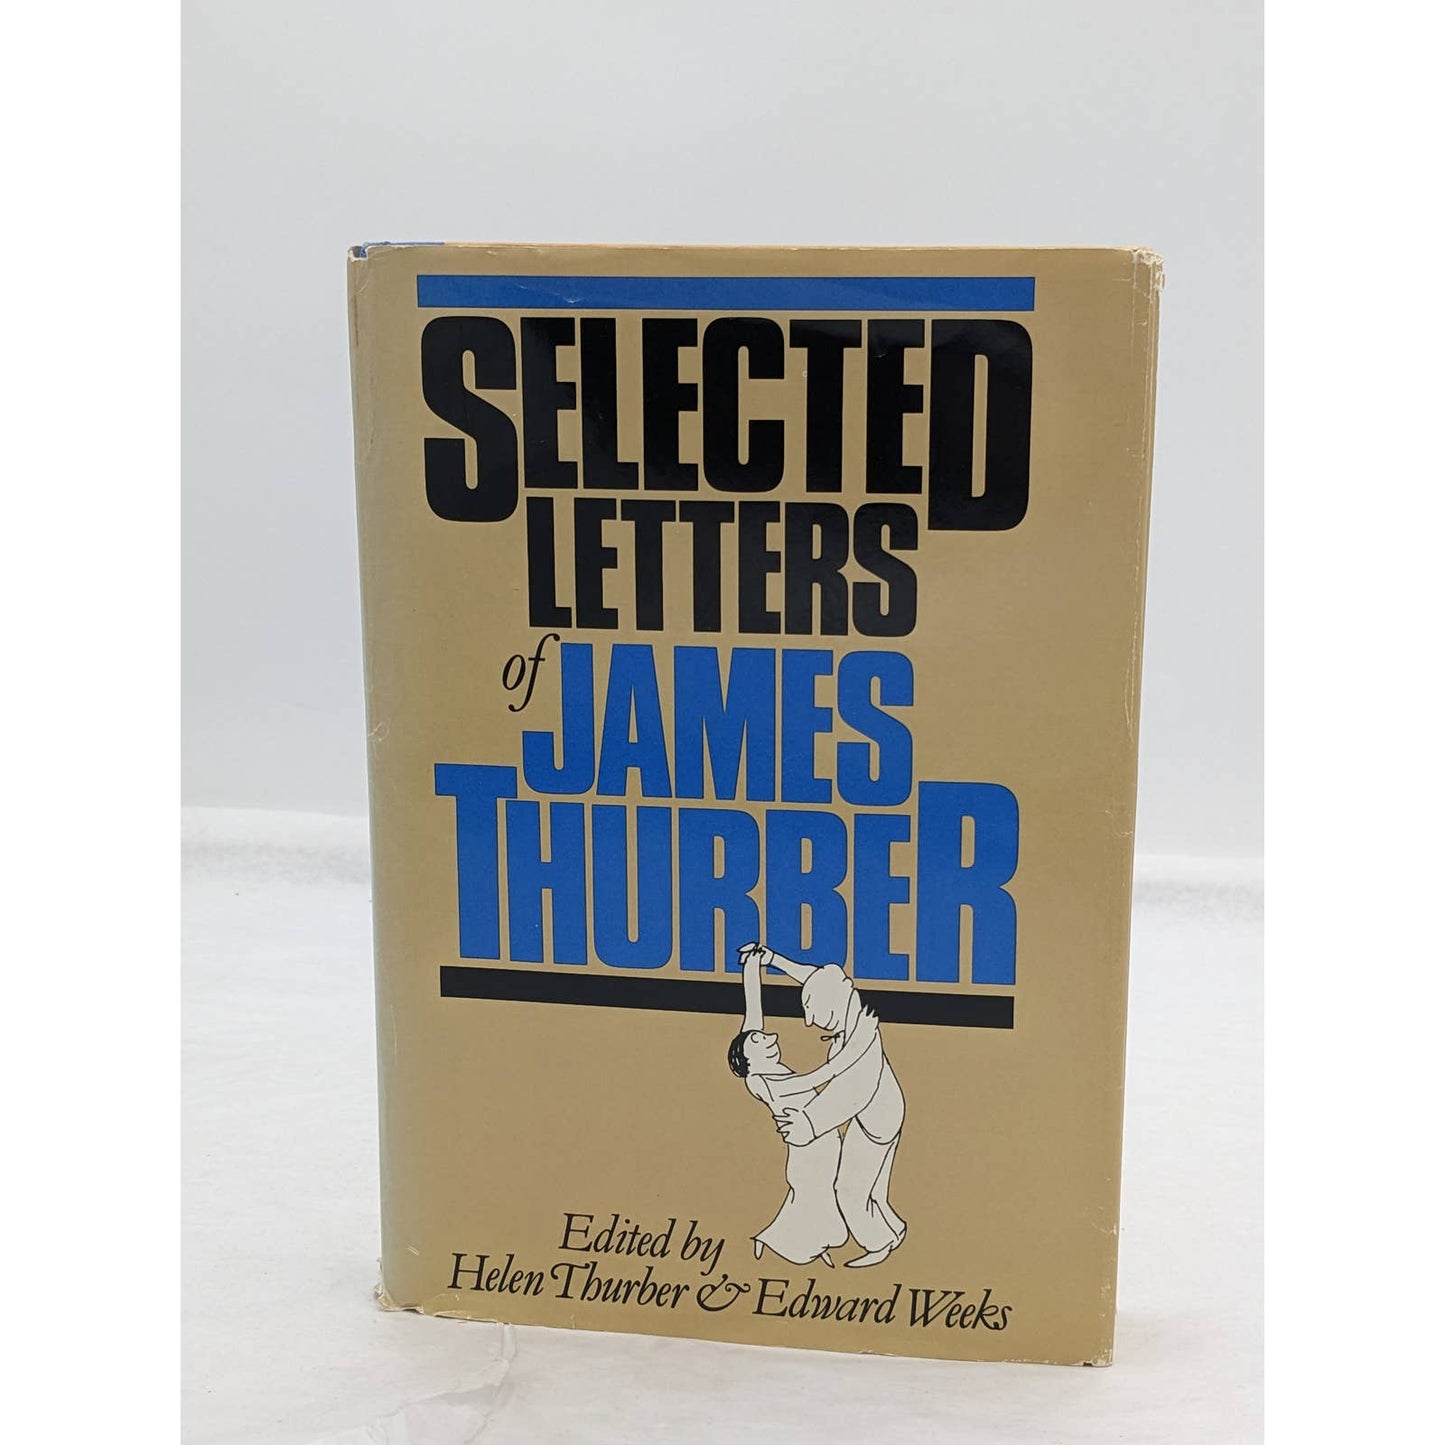 SELECTED
LETTERS
of JAMES
THURBER
Edited by
Helen Thurber & Edward Weeks